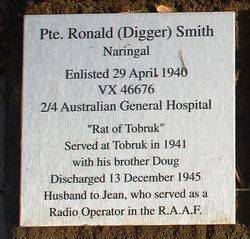 Pte. Ronald (Digger) Smith
Naringal
Enlisted 29 April 1940
VX 46676
2/4 Australian General Hospital
"Rat of Tobruk"
Served at Tobruk in 1941
with his brother Doug
Discharged 13 December 1945
Husband to Jean, who served as a
Radio Operator in the R.A.A.F.